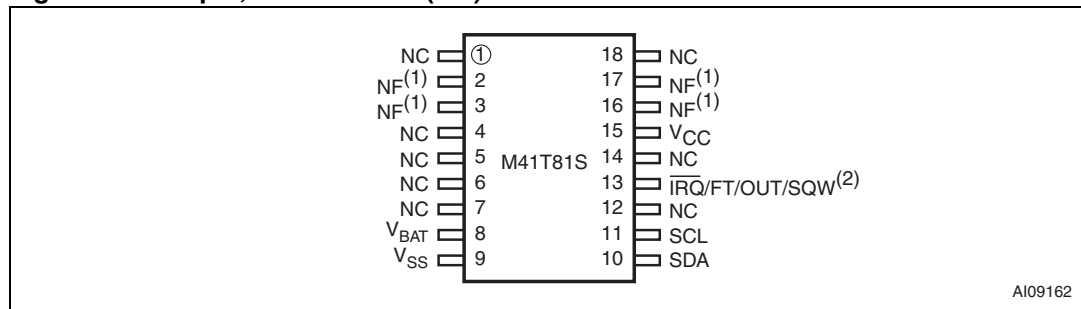 NC 1 18 NC
NF(1) 2 17 NF(1)
NF(1) 3 16 NF(1)
NC 4 15 VCC
NC 5 M41T81S 14 NC
NC 6 13 I̅R̅Q̅/FT/OUT/SQW(2)
NC 7 12 NC
VBAT 8 11 SCL
VSS 9 10 SDA
AI09162